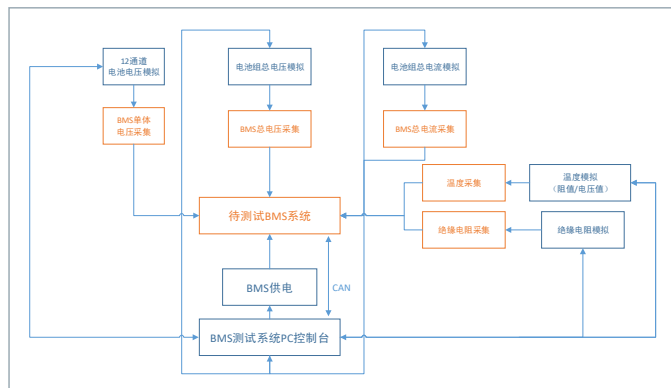 12通道
电池电压模拟
电池组总电压模拟
电池组总电流模拟
BMS单体
电压采集
BMS总电压采集
BMS总电流采集
温度采集
温度模拟
（阻值/电压值）
待测试BMS系统
绝缘电阻采集
绝缘电阻模拟
BMS供电
CAN
BMS测试系统PC控制台